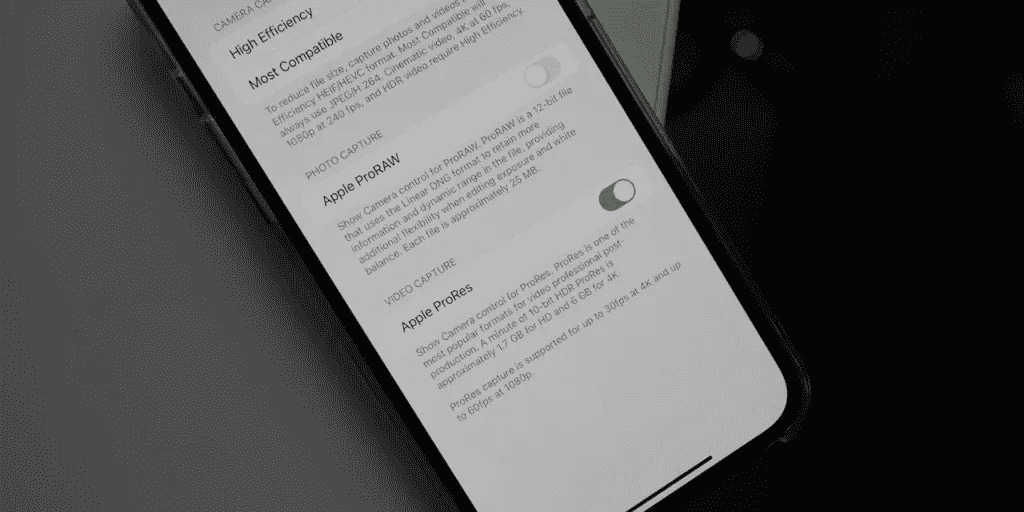 CAMERA
High Efficiency
Most Compatible
To reduce file size, capture photos and videos
Efficiency HEIF/HEVC format. Most Compatible will
always use JPEG/H.264. Cinematic video, 4K at 60 fps,
1080p at 240 fps, and HDR video require High Efficiency.
PHOTO CAPTURE
Apple ProRAW
Show Camera control for ProRAW. ProRAW is a 12-bit file
that uses the Linear DNG format to retain more
information and dynamic range in the file, providing
additional flexibility when editing exposure and white
balance. Each file is approximately 25 MB.
VIDEO CAPTURE
Apple ProRes
Show Camera control for ProRes. ProRes is one of the
most popular formats for video professional post-
production. A minute of 10-bit HDR ProRes is
approximately 1.7 GB for HD and 6 GB for 4K.
ProRes capture is supported for up to 30fps at 4K and up
to 60fps at 1080p.